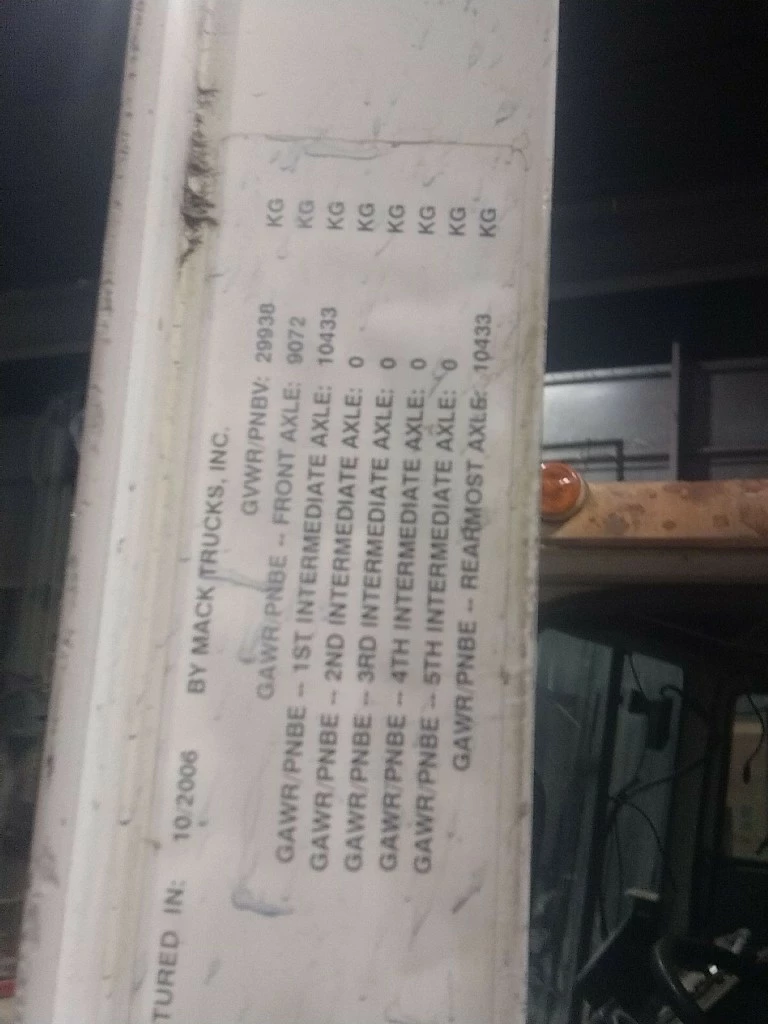 TURED IN: 10/2006 BY MACK TRUCKS, INC.
GVWR/PNBV: 29938 KG
GAWR/PNBE -- FRONT AXLE: 9072 KG
GAWR/PNBE -- 1ST INTERMEDIATE AXLE: 10433 KG
GAWR/PNBE -- 2ND INTERMEDIATE AXLE: 0 KG
GAWR/PNBE -- 3RD INTERMEDIATE AXLE: 0 KG
GAWR/PNBE -- 4TH INTERMEDIATE AXLE: 0 KG
GAWR/PNBE -- 5TH INTERMEDIATE AXLE: 0 KG
GAWR/PNBE -- REARMOST AXLE: 10433 KG